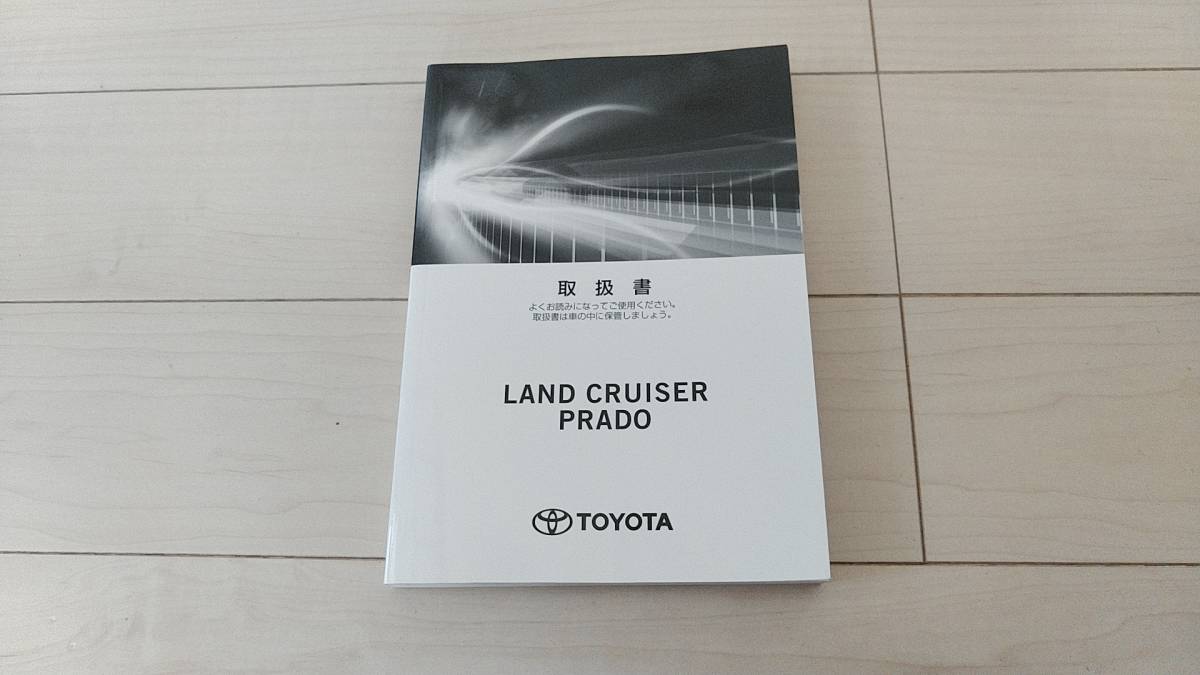 取扱書
よくお読みになってご使用ください。
取扱書は車の中に保管しましょう。
LAND CRUISER
PRADO
TOYOTA